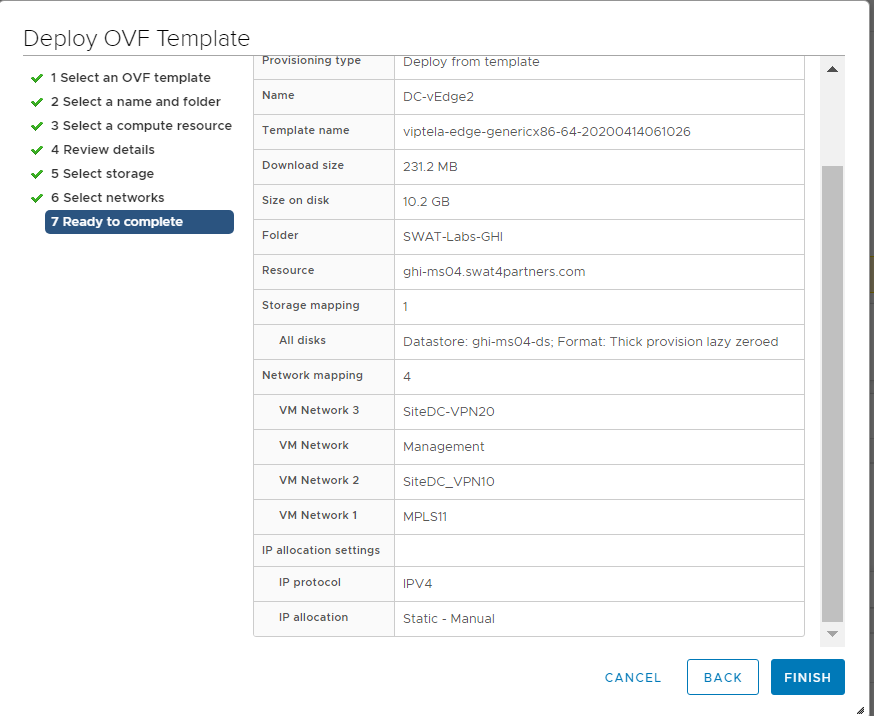 Deploy OVF Template
1 Select an OVF template
2 Select a name and folder
3 Select a compute resource
4 Review details
5 Select storage
6 Select networks
7 Ready to complete
Provisioning type Deploy from template
Name DC-vEdge2
Template name viptela-edge-genericx86-64-20200414061026
Download size 231.2 MB
Size on disk 10.2 GB
Folder SWAT-Labs-GHI
Resource ghi-ms04.swat4partners.com
Storage mapping 1
All disks Datastore: ghi-ms04-ds; Format: Thick provision lazy zeroed
Network mapping 4
VM Network 3 SiteDC-VPN20
VM Network Management
VM Network 2 SiteDC_VPN10
VM Network 1 MPLS11
IP allocation settings
IP protocol IPV4
IP allocation Static - Manual
CANCEL BACK FINISH